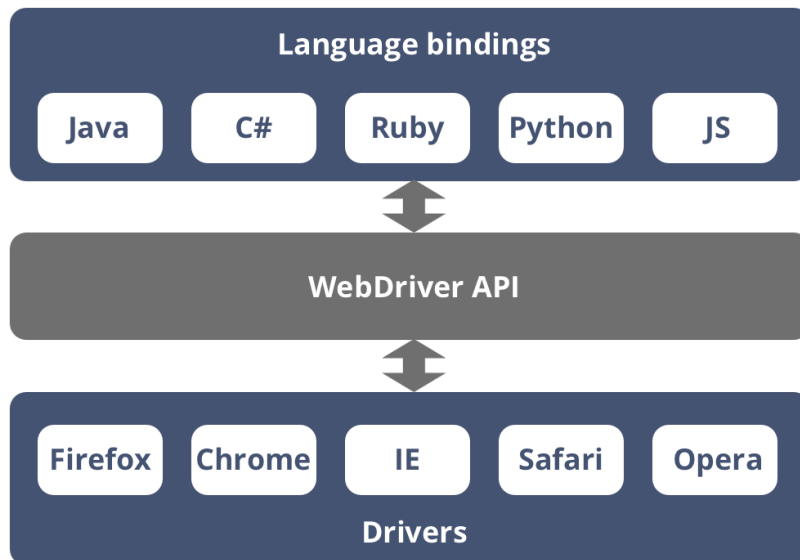 Language bindings
Java C# Ruby Python JS
WebDriver API
Firefox Chrome IE Safari Opera
Drivers